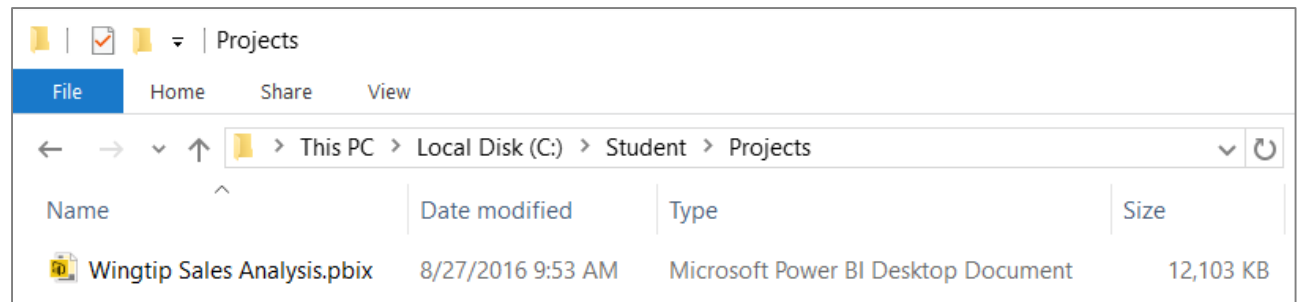 Projects
File Home Share View
This PC > Local Disk (C:) > Student > Projects
Name Date modified Type Size
Wingtip Sales Analysis.pbix 8/27/2016 9:53 AM Microsoft Power BI Desktop Document 12,103 KB